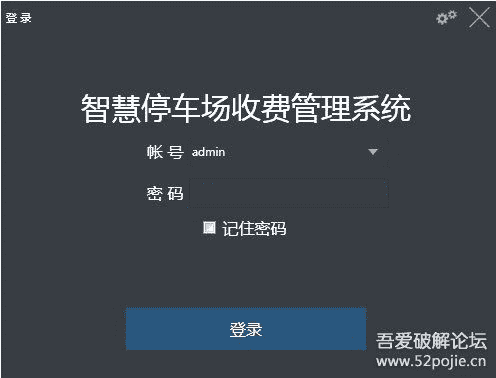 登录
智慧停车场收费管理系统
帐 号 admin
密 码
记住密码
登录
吾爱破解论坛
www.52pojie.cn